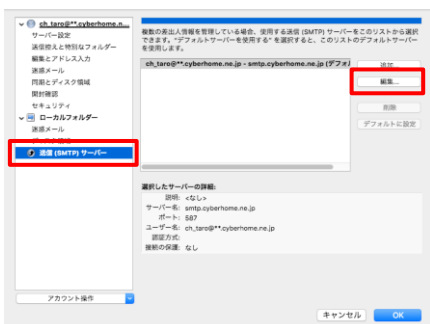 ch_taro@**.cyberhome.n...
サーバー設定
送信控えと特別なフォルダー
編集とアドレス入力
迷惑メール
同期とディスク領域
開封確認
セキュリティ
ローカルフォルダー
迷惑メール
送信 (SMTP) サーバー
アカウント操作
複数の差出人情報を管理している場合、使用する送信 (SMTP) サーバーをこのリストから選択
できます。"デフォルトサーバーを使用する" を選択すると、このリストのデフォルトサーバー
を使用します。
ch_taro@**.cyberhome.ne.jp - smtp.cyberhome.ne.jp (デフォル
追加...
編集...
削除
デフォルトに設定
選択したサーバーの詳細:
説明: <なし>
サーバー名: smtp.cyberhome.ne.jp
ポート: 587
ユーザー名: ch_taro@**.cyberhome.ne.jp
認証方式:
接続の保護: なし
キャンセル
OK